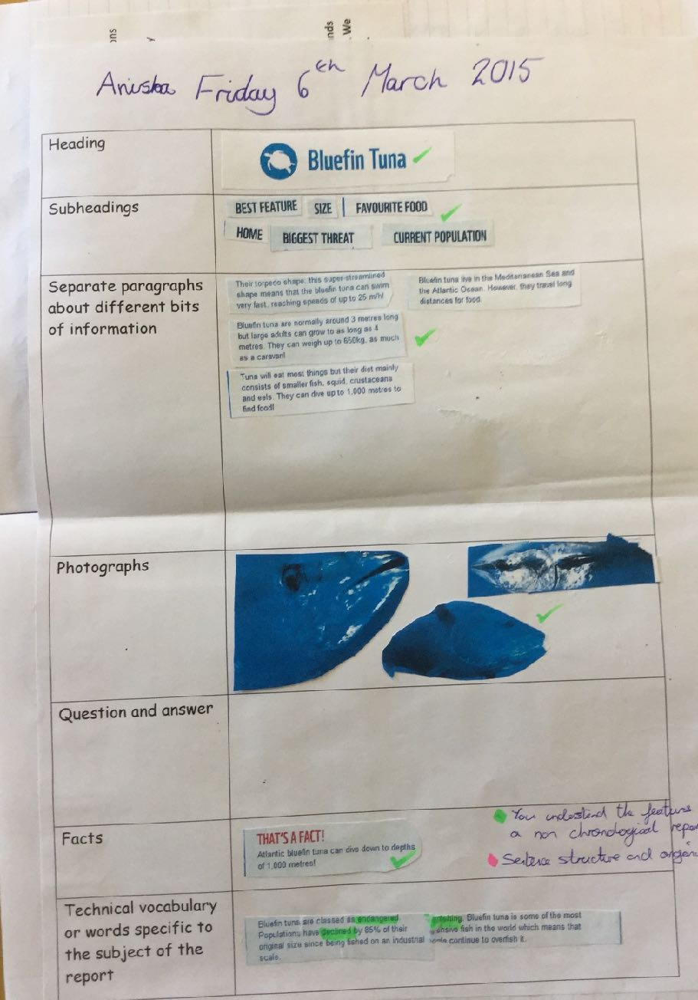 ons
y
nds
. We
Aniska Friday 6th March 2015
Heading
Bluefin Tuna
Subheadings
BEST FEATURE SIZE FAVOURITE FOOD
HOME BIGGEST THREAT CURRENT POPULATION
Separate paragraphs
about different bits
of information
Their torpedo shape: this super-streamlined
shape means that the bluefin tuna can swim
very fast, reaching speeds of up to 25 m/h!
Bluefin tuna live in the Mediterranean Sea and
the Atlantic Ocean. However, they travel long
distances for food.
Bluefin tuna are normally around 3 metres long
but large adults can grow to as long as 4
metres. They can weigh up to 650kg, as much
as a caravan!
Tuna will eat most things but their diet mainly
consists of smaller fish, squid, crustaceans
and eels. They can dive up to 1,000 metres to
find food!
Photographs
Question and answer
Facts
THAT'S A FACT!
Atlantic bluefin tuna can dive down to depths
of 1,000 metres!
You understand the features
a non chronological repo
Sentence structure and organi
Technical vocabulary
or words specific to
the subject of the
report
Bluefin tuna are classed as endangered.
Populations have declined by 85% of their
original size since being fished on an industrial
scale.
Bluefin tuna is some of the most
ensive fish in the world which means that
continue to overfish it.